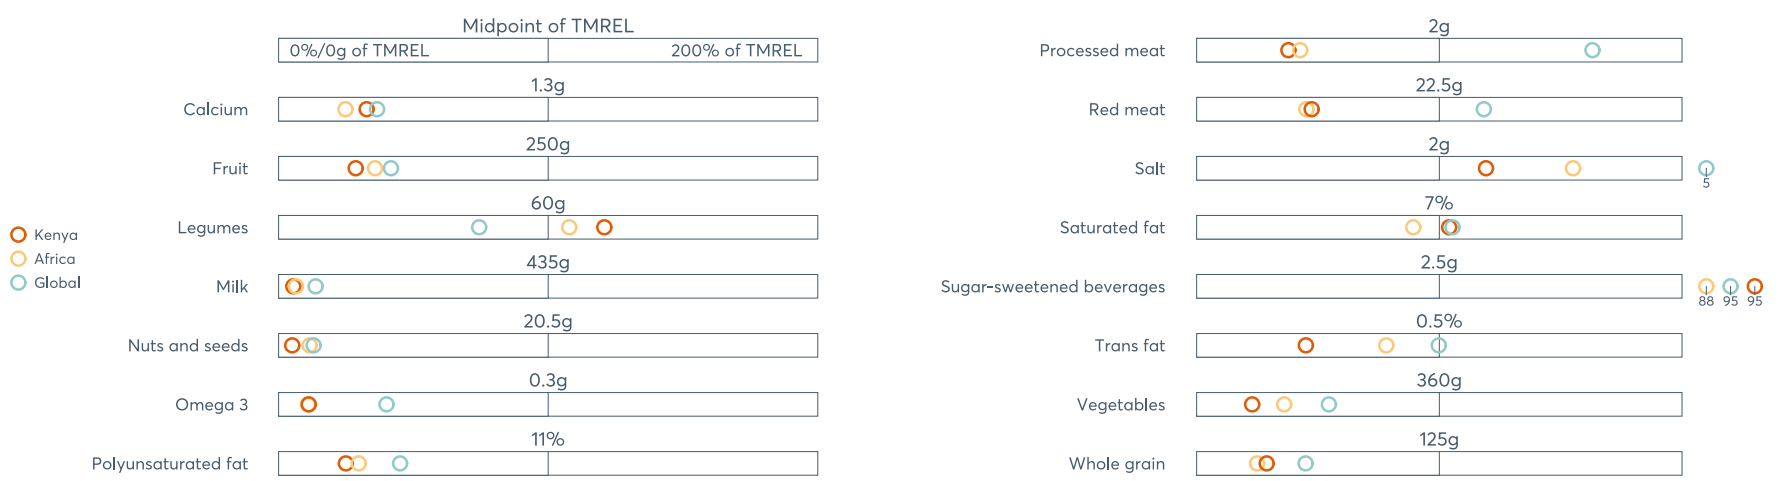 Midpoint of TMREL
0%/0g of TMREL 200% of TMREL
1.3g
Calcium
250g
Fruit
60g
Legumes
435g
Milk
20.5g
Nuts and seeds
0.3g
Omega 3
11%
Polyunsaturated fat
Kenya
Africa
Global
2g
Processed meat
22.5g
Red meat
2g
Salt
5
7%
Saturated fat
2.5g
Sugar-sweetened beverages
88 95 95
0.5%
Trans fat
360g
Vegetables
125g
Whole grain